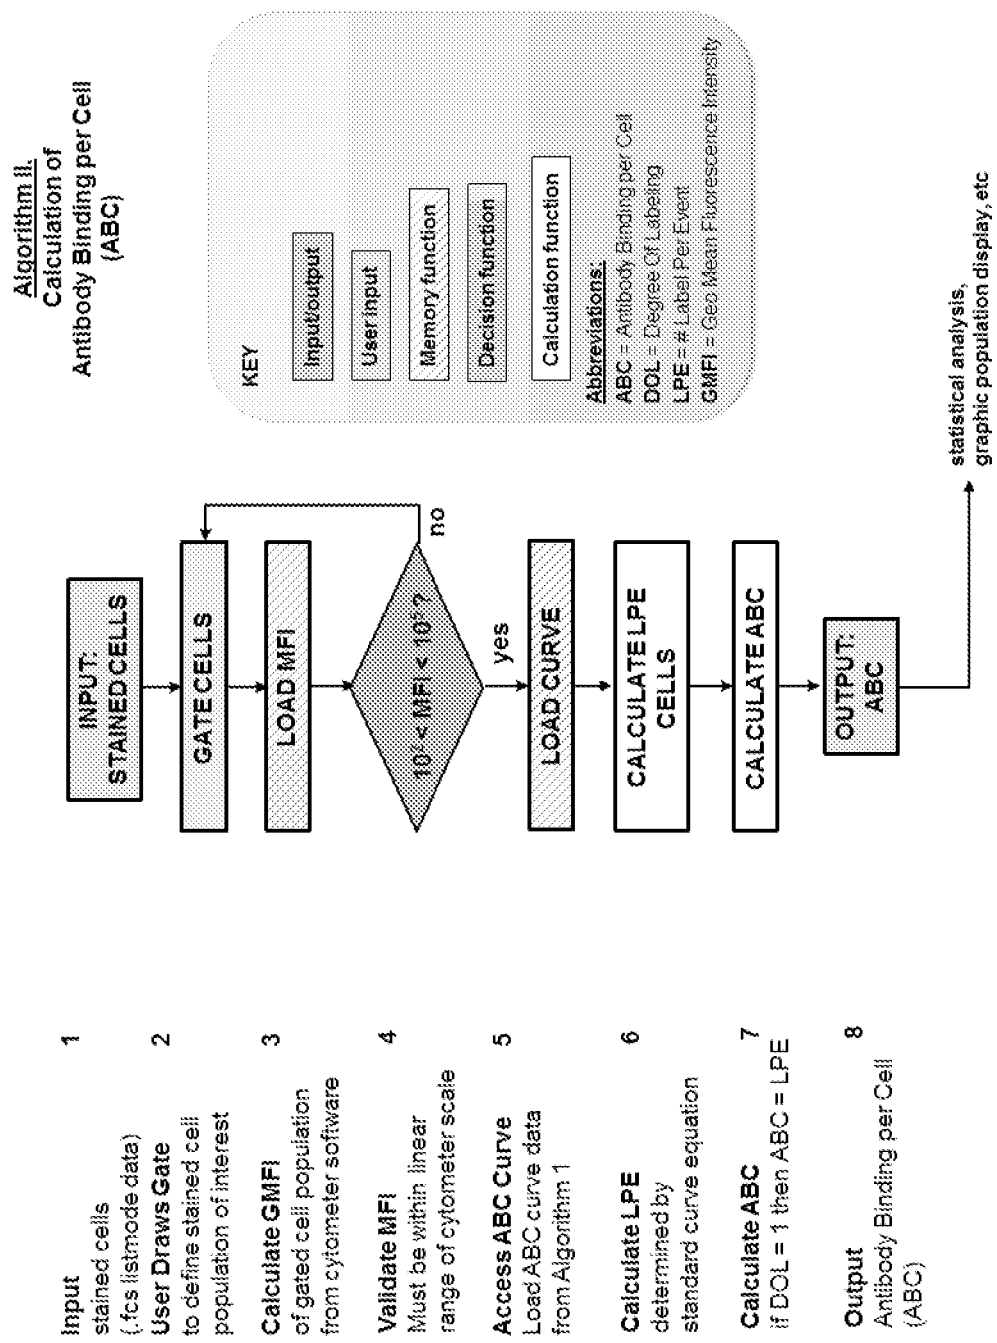 Algorithm II.
Calculation of
Antibody Binding per Cell
(ABC)
Input 1
stained cells
(.fcs listmode data)
User Draws Gate 2
to define stained cell
population of interest
Calculate GMFI 3
of gated cell population
from cytometer software
Validate MFI 4
Must be within linear
range of cytometer scale
Access ABC Curve 5
Load ABC curve data
from Algorithm 1
Calculate LPE 6
determined by
standard curve equation
Calculate ABC 7
if DOL = 1 then ABC = LPE
Output 8
Antibody Binding per Cell
(ABC)
INPUT:
STAINED CELLS
GATE CELLS
LOAD MFI
< MFI <
no
yes
LOAD CURVE
CALCULATE LPE
CELLS
CALCULATE ABC
OUTPUT:
ABC
statistical analysis,
graphic population display, etc
KEY
Input/output
User input
Memory function
Decision function
Calculation function
Abbreviations:
ABC = Antibody Binding per Cell
DOL = Degree Of Labeling
LPE = # Label Per Event
GMFI = Geo Mean Fluorescence Intensity